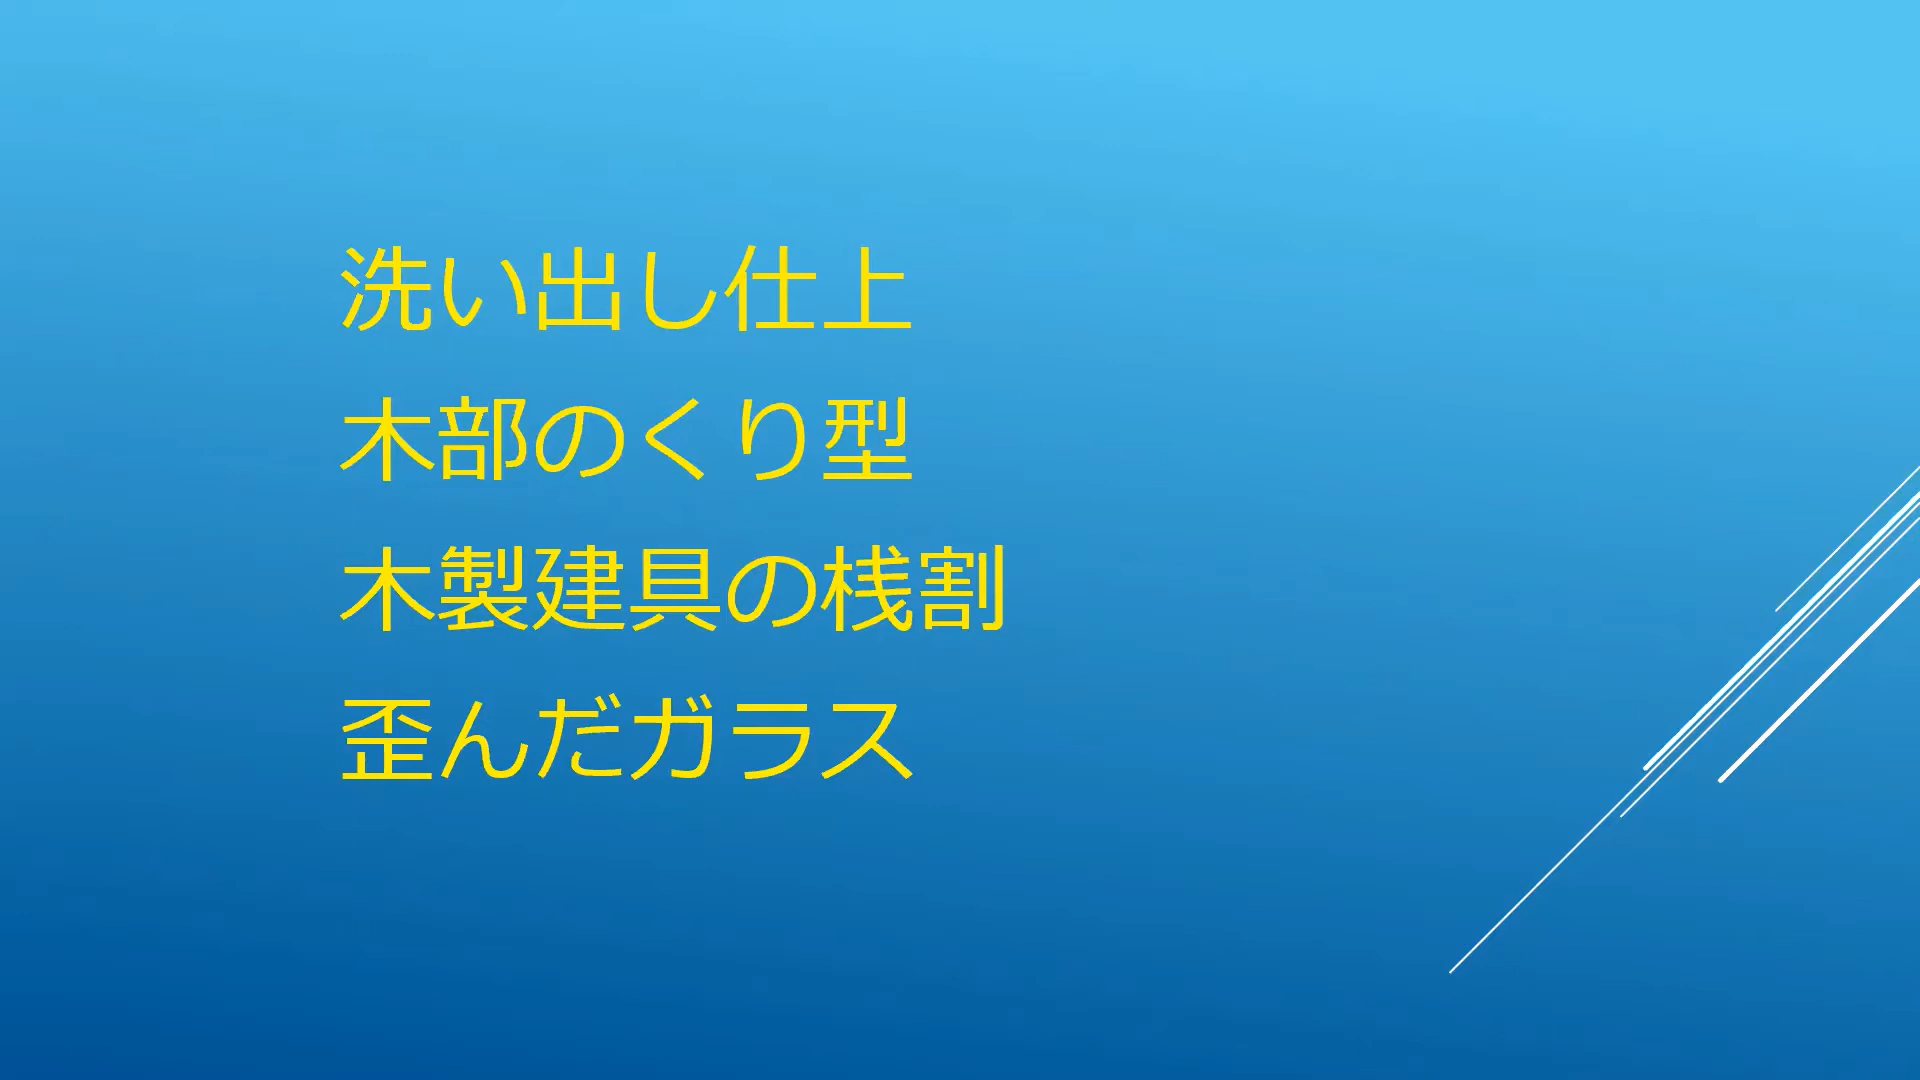 洗い出し仕上
木部のくり型
木製建具の桟割
歪んだガラス